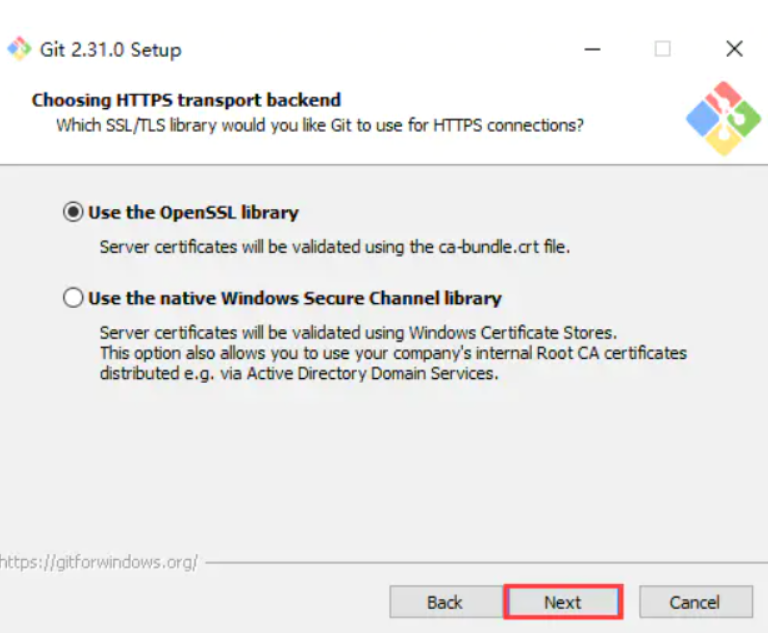 Git 2.31.0 Setup
Choosing HTTPS transport backend
Which SSL/TLS library would you like Git to use for HTTPS connections?
Use the OpenSSL library
Server certificates will be validated using the ca-bundle.crt file.
Use the native Windows Secure Channel library
Server certificates will be validated using Windows Certificate Stores.
This option also allows you to use your company's internal Root CA certificates
distributed e.g. via Active Directory Domain Services.
https://gitforwindows.org/
Back Next Cancel